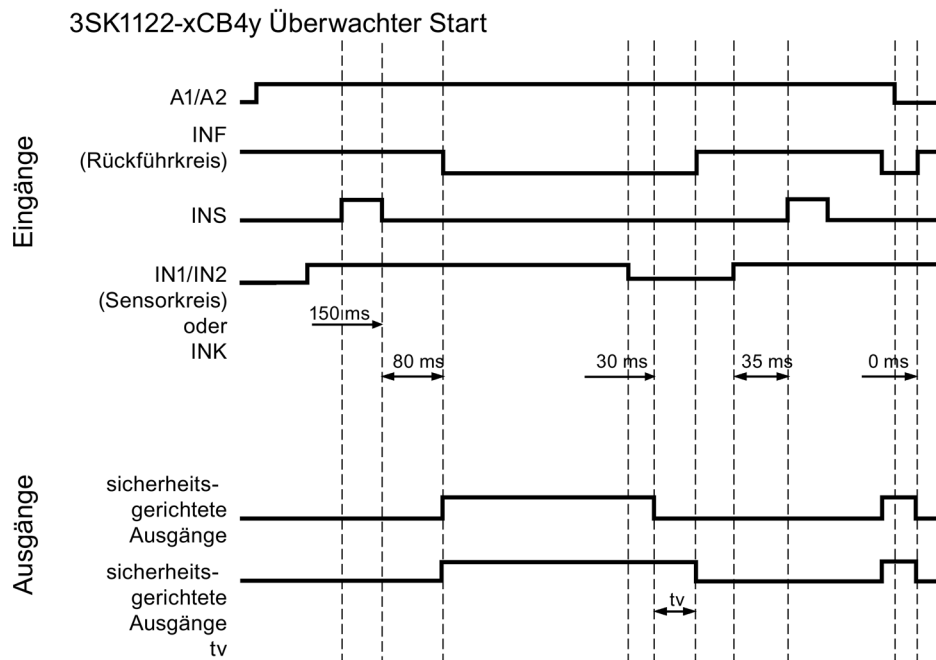 3SK1122-xCB4y Überwachter Start
Eingänge
A1/A2
INF
(Rückführkreis)
INS
IN1/IN2
(Sensorkreis)
oder
INK
150 ms
80 ms
30 ms
35 ms
0 ms
Ausgänge
sicherheits-
gerichtete
Ausgänge
sicherheits-
gerichtete
Ausgänge
tv
tv